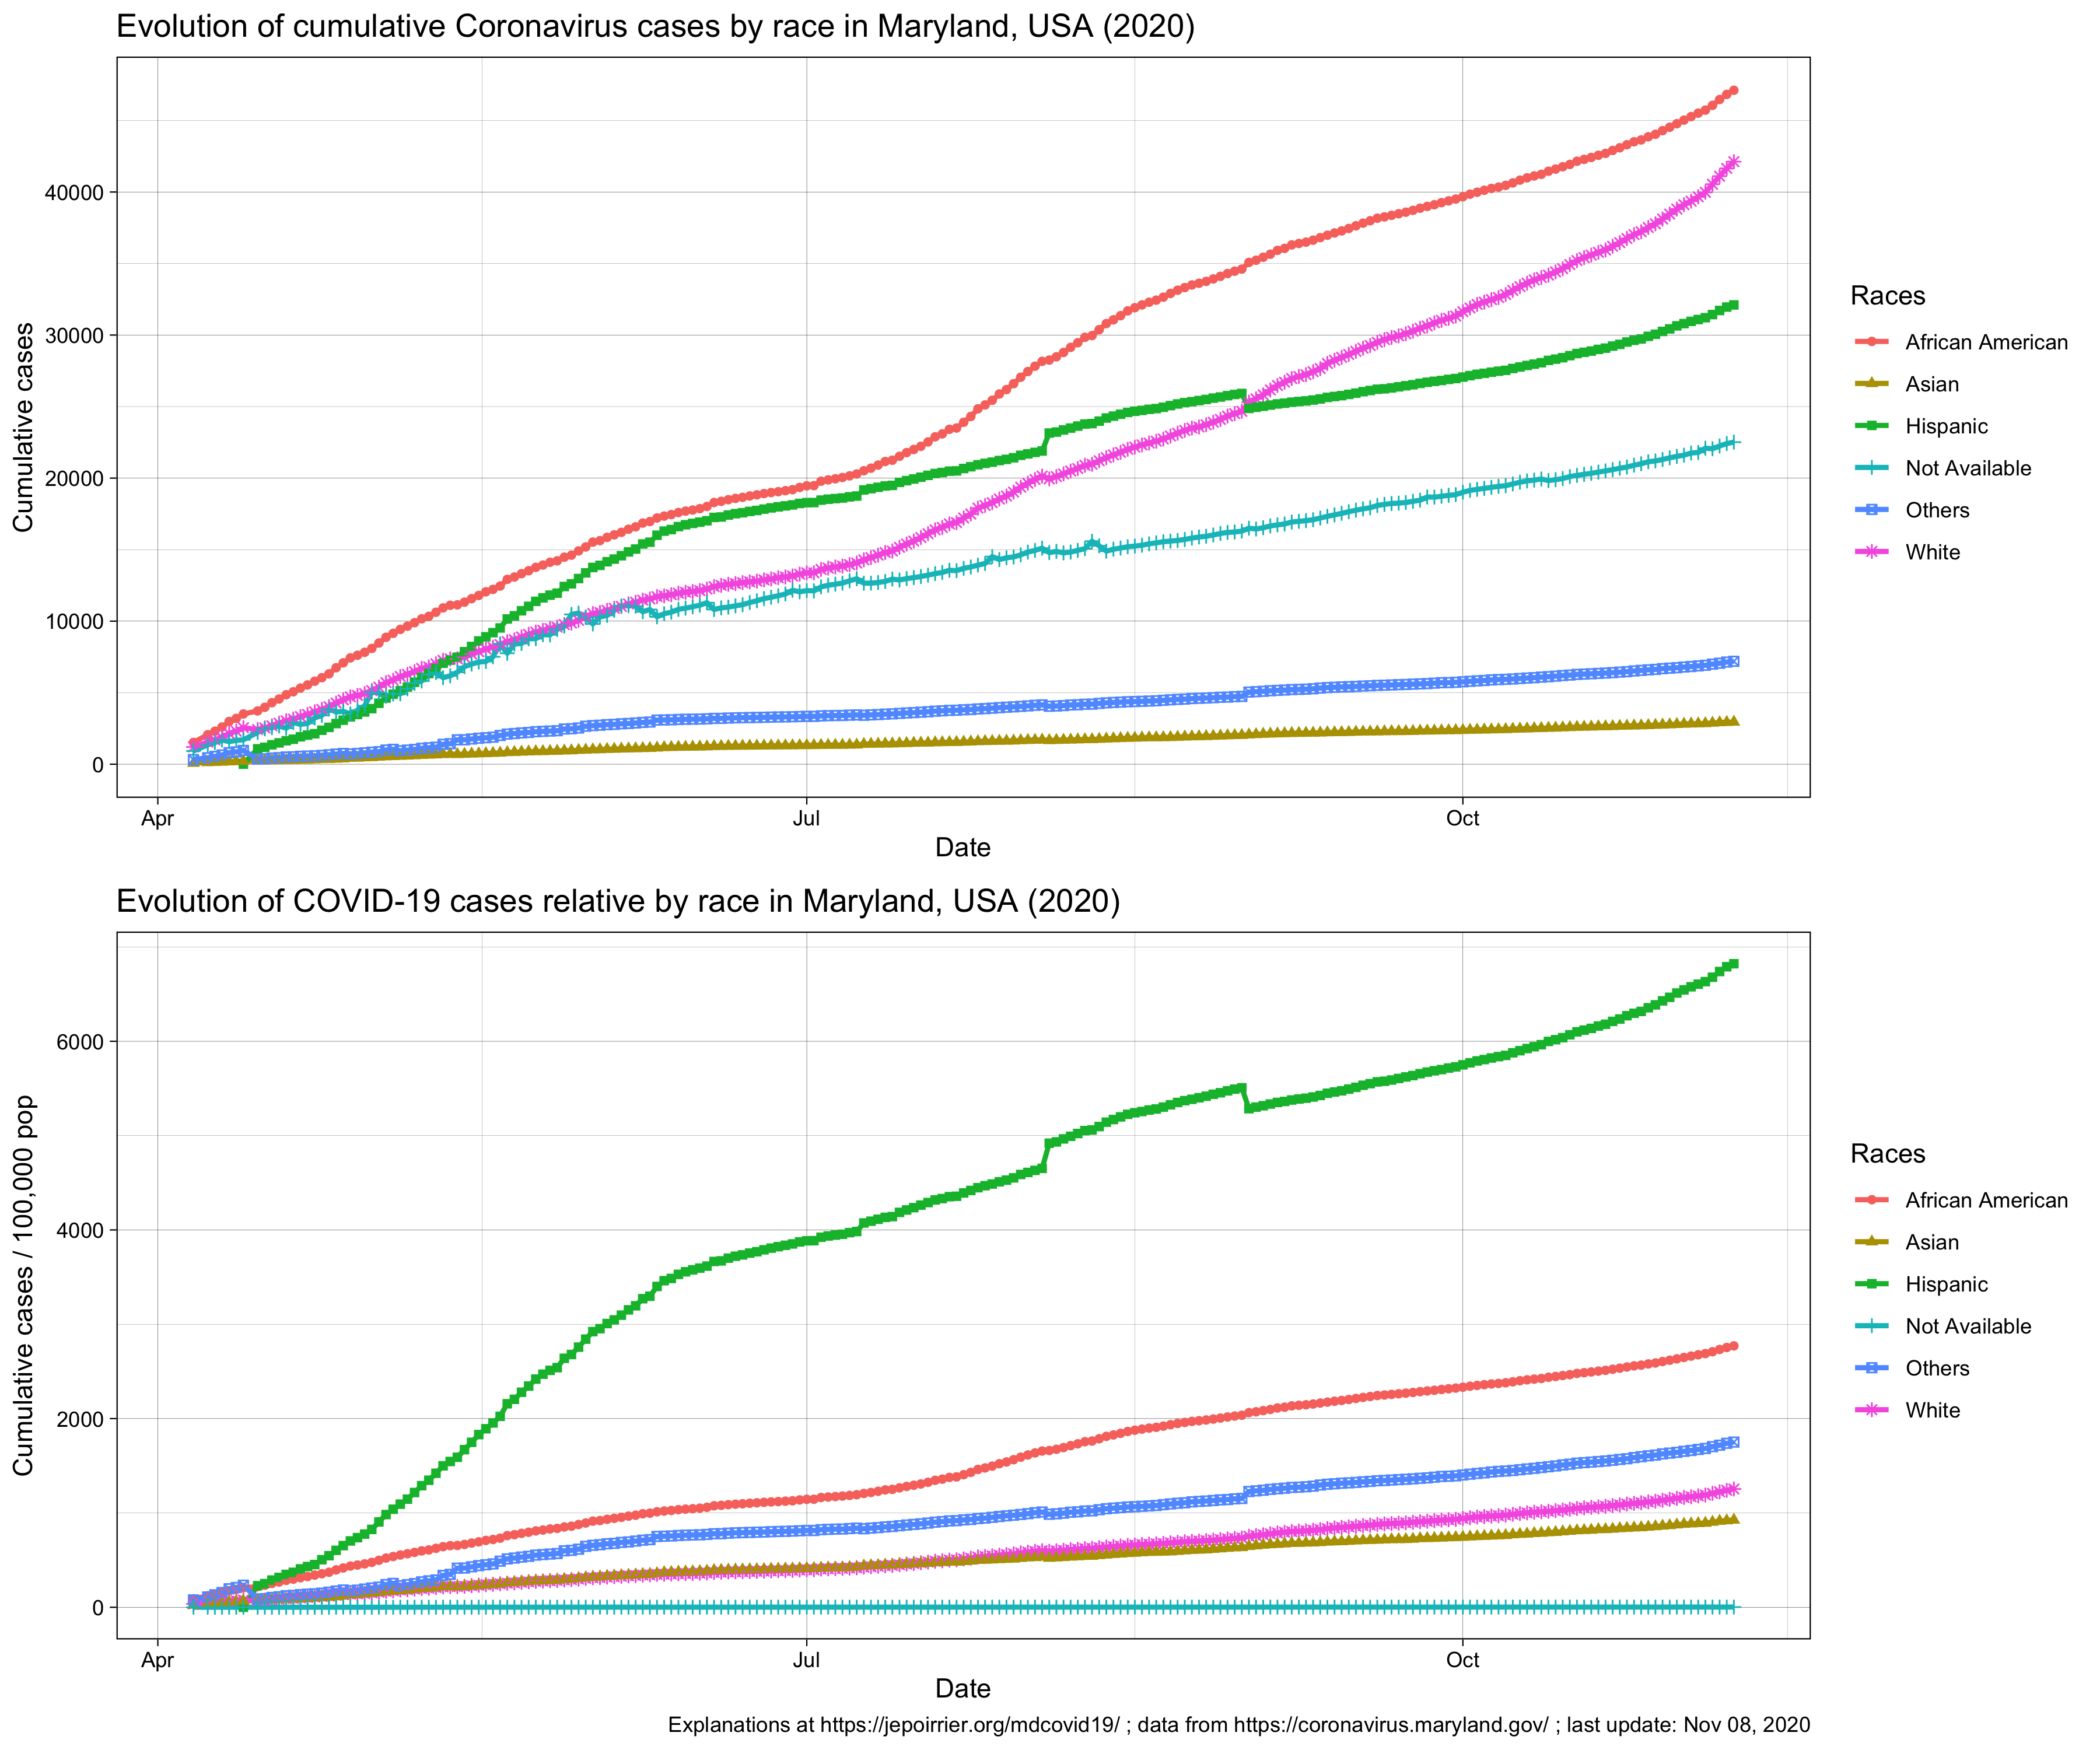 Evolution of cumulative Coronavirus cases by race in Maryland, USA (2020)
Cumulative cases
40000
30000
20000
10000
0
Apr
Jul
Oct
Date
Races
African American
Asian
Hispanic
Not Available
Others
White
Evolution of COVID-19 cases relative by race in Maryland, USA (2020)
Cumulative cases / 100,000 pop
6000
4000
2000
0
Apr
Jul
Oct
Date
Races
African American
Asian
Hispanic
Not Available
Others
White
Explanations at https://jepoirrier.org/mdcovid19/ ; data from https://coronavirus.maryland.gov/ ; last update: Nov 08, 2020